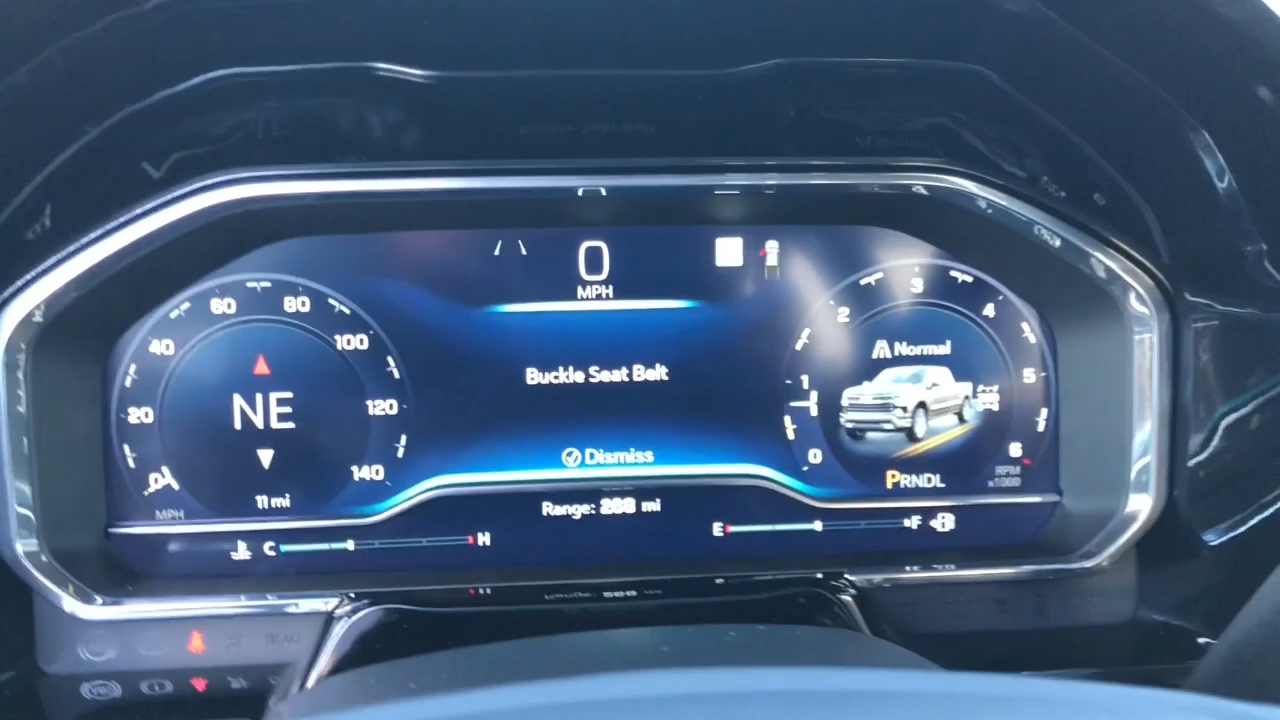 0
MPH
60 80
40 100
20 120
140
NE
MPH
11 mi
Buckle Seat Belt
Dismiss
Range: mi
C H
E F
3
2 4
1 5
0 6
Normal
PRNDL
RPM
x1000